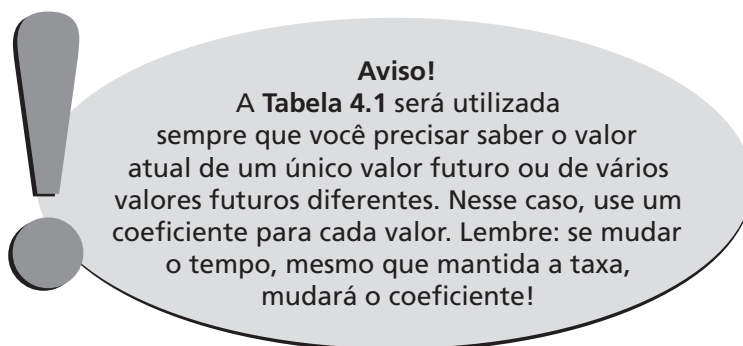 Aviso!
A Tabela 4.1 será utilizada
sempre que você precisar saber o valor
atual de um único valor futuro ou de vários
valores futuros diferentes. Nesse caso, use um
coeficiente para cada valor. Lembre: se mudar
o tempo, mesmo que mantida a taxa,
mudará o coeficiente!